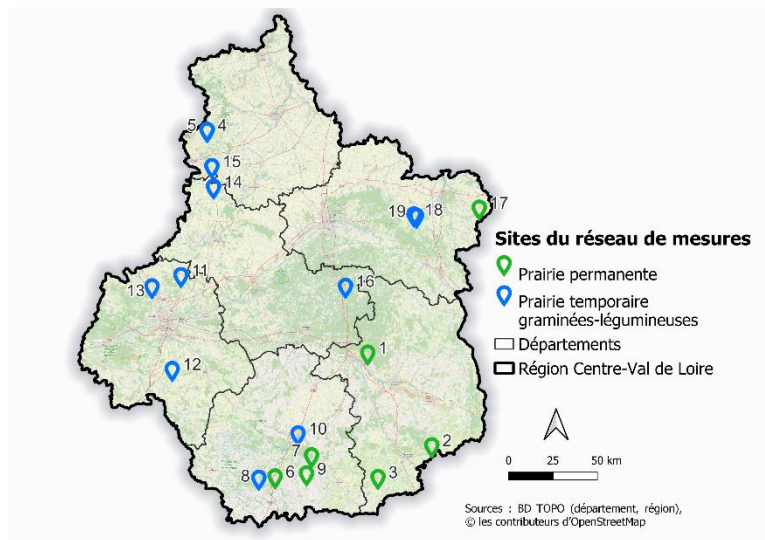 5 4
15
14
17
19 18
Sites du réseau de mesures
Prairie permanente
11
13
16
Prairie temporaire
graminées-légumineuses
Départements
1
12
Région Centre-Val de Loire
10
2
7
8 6 9
3
0 25 50 km
Sources : BD TOPO (département, région),
© les contributeurs d'OpenStreetMap